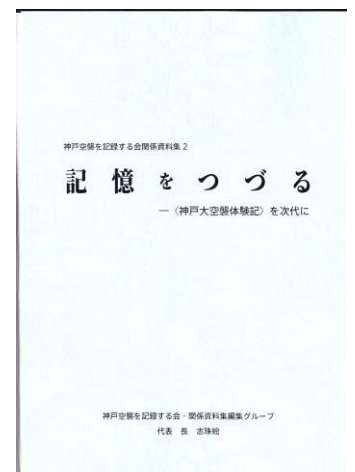 神戸空襲を記録する会関係資料集 2
記憶をつづる
―〈神戸大空襲体験記〉を次代に
神戸空襲を記録する会・関係資料集編集グループ
代表 長 志珠絵